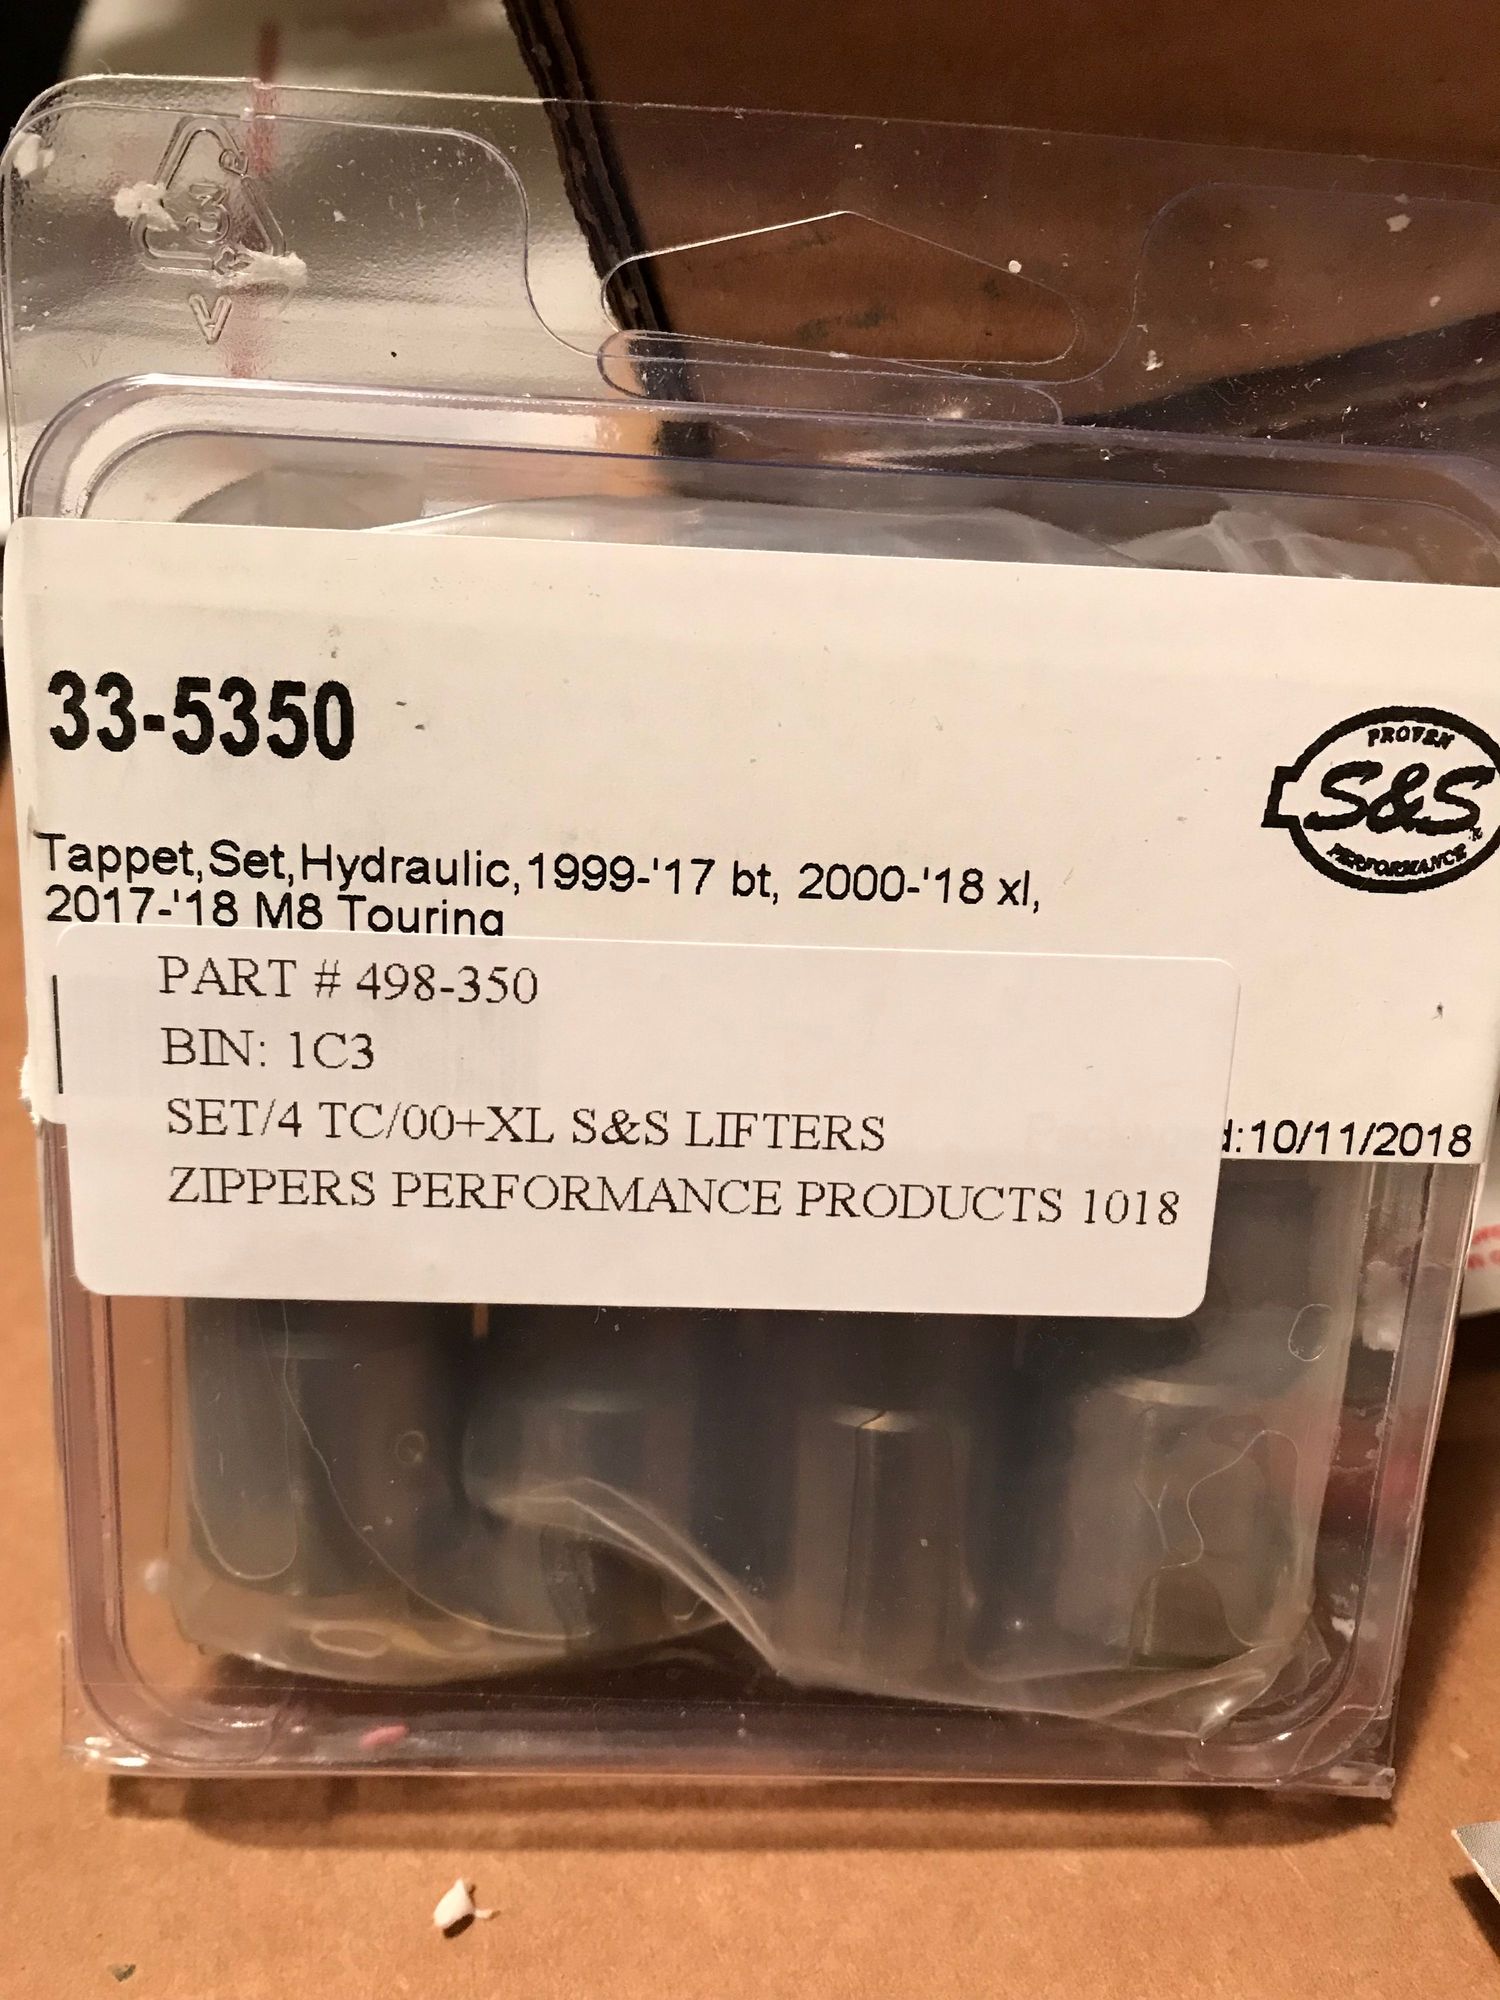 3
V
33-5350
PROVEN
S&S
PERFORMANCE
Tappet,Set,Hydraulic,1999-'17 bt, 2000-'18 xl,
2017-'18 M8 Touring
PART # 498-350
BIN: 1C3
SET/4 TC/00+XL S&S LIFTERS
d:10/11/2018
ZIPPERS PERFORMANCE PRODUCTS 1018